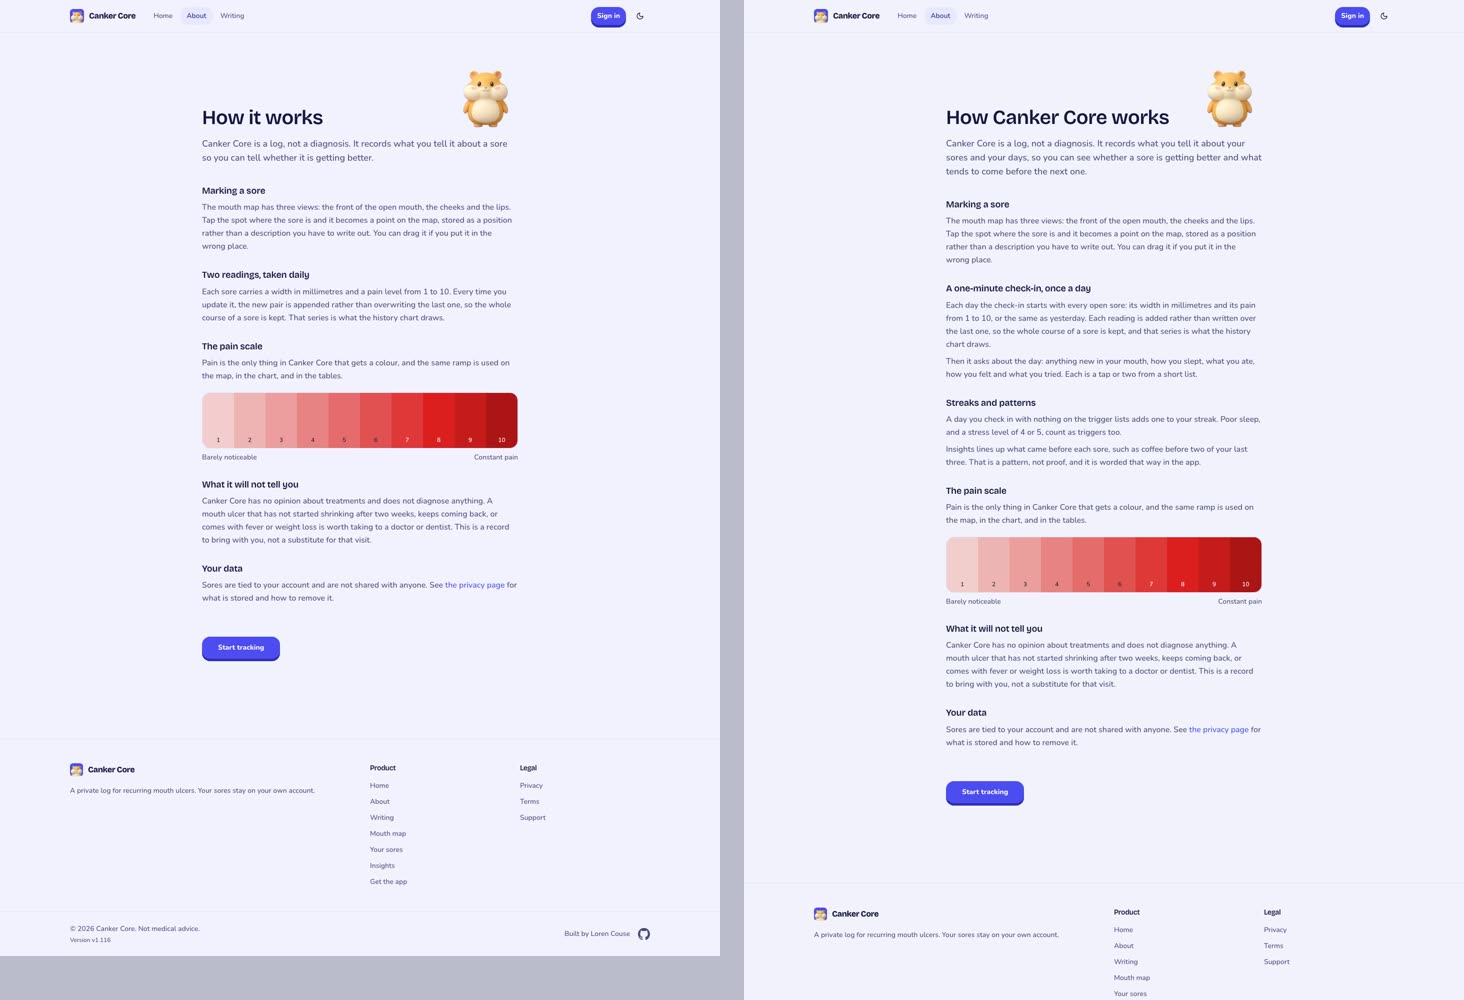 Canker Core
Home
About
Writing
Sign in
How it works
Canker Core is a log, not a diagnosis. It records what you tell it about a sore
so you can tell whether it is getting better.
Marking a sore
The mouth map has three views: the front of the open mouth, the cheeks and the lips.
Tap the spot where the sore is and it becomes a point on the map, stored as a position
rather than a description you have to write out. You can drag it if you put it in the
wrong place.
Two readings, taken daily
Each sore carries a width in millimetres and a pain level from 1 to 10. Every time you
update it, the new pair is appended rather than overwriting the last one, so the whole
course of a sore is kept. That series is what the history chart draws.
The pain scale
Pain is the only thing in Canker Core that gets a colour, and the same ramp is used on
the map, in the chart, and in the tables.
1 2 3 4 5 6 7 8 9 10
Barely noticeable
Constant pain
What it will not tell you
Canker Core has no opinion about treatments and does not diagnose anything. A
mouth ulcer that has not started shrinking after two weeks, keeps coming back, or
comes with fever or weight loss is worth taking to a doctor or dentist. This is a record
to bring with you, not a substitute for that visit.
Your data
Sores are tied to your account and are not shared with anyone. See the privacy page for
what is stored and how to remove it.
Start tracking
Canker Core
A private log for recurring mouth ulcers. Your sores stay on your own account.
Product
Home
About
Writing
Mouth map
Your sores
Insights
Get the app
Legal
Privacy
Terms
Support
© 2026 Canker Core. Not medical advice.
Version v1.116
Built by Loren Couse
Canker Core
Home
About
Writing
Sign in
How Canker Core works
Canker Core is a log, not a diagnosis. It records what you tell it about your
sores and your days, so you can see whether a sore is getting better and what
tends to come before the next one.
Marking a sore
The mouth map has three views: the front of the open mouth, the cheeks and the lips.
Tap the spot where the sore is and it becomes a point on the map, stored as a position
rather than a description you have to write out. You can drag it if you put it in the
wrong place.
A one-minute check-in, once a day
Each day the check-in starts with every open sore: its width in millimetres and its pain
from 1 to 10, or the same as yesterday. Each reading is added rather than written over
the last one, so the whole course of a sore is kept, and that series is what the history
chart draws.
Then it asks about the day: anything new in your mouth, how you slept, what you ate,
how you felt and what you tried. Each is a tap or two from a short list.
Streaks and patterns
A day you check in with nothing on the trigger lists adds one to your streak. Poor sleep,
and a stress level of 4 or 5, count as triggers too.
Insights lines up what came before each sore, such as coffee before two of your last
three. That is a pattern, not proof, and it is worded that way in the app.
The pain scale
Pain is the only thing in Canker Core that gets a colour, and the same ramp is used on
the map, in the chart, and in the tables.
1 2 3 4 5 6 7 8 9 10
Barely noticeable
Constant pain
What it will not tell you
Canker Core has no opinion about treatments and does not diagnose anything. A
mouth ulcer that has not started shrinking after two weeks, keeps coming back, or
comes with fever or weight loss is worth taking to a doctor or dentist. This is a record
to bring with you, not a substitute for that visit.
Your data
Sores are tied to your account and are not shared with anyone. See the privacy page for
what is stored and how to remove it.
Start tracking
Canker Core
A private log for recurring mouth ulcers. Your sores stay on your own account.
Product
Home
About
Writing
Mouth map
Your sores
Legal
Privacy
Terms
Support